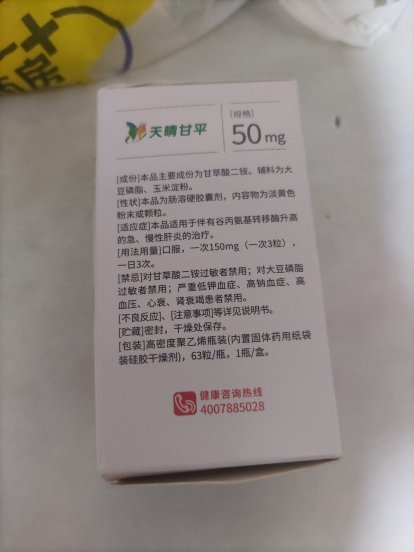 天晴甘平
[规格]
50mg
[成份]本品主要成份为甘草酸二铵。辅料为大
豆磷脂、玉米淀粉。
[性状]本品为肠溶硬胶囊剂，内容物为淡黄色
粉末或颗粒。
[适应症]本品适用于伴有谷丙氨基转移酶升高
的急、慢性肝炎的治疗。
[用法用量]口服，一次150mg（一次3粒），
一日3次。
[禁忌]对甘草酸二铵过敏者禁用；对大豆磷脂
过敏者禁用；严重低钾血症、高钠血症、高
血压、心衰、肾衰竭患者禁用。
[不良反应]、[注意事项]等详见说明书。
[贮藏]密封，干燥处保存。
[包装]高密度聚乙烯瓶装(内置固体药用纸袋
装硅胶干燥剂)，63粒/瓶，1瓶/盒。
健康咨询热线
4007885028